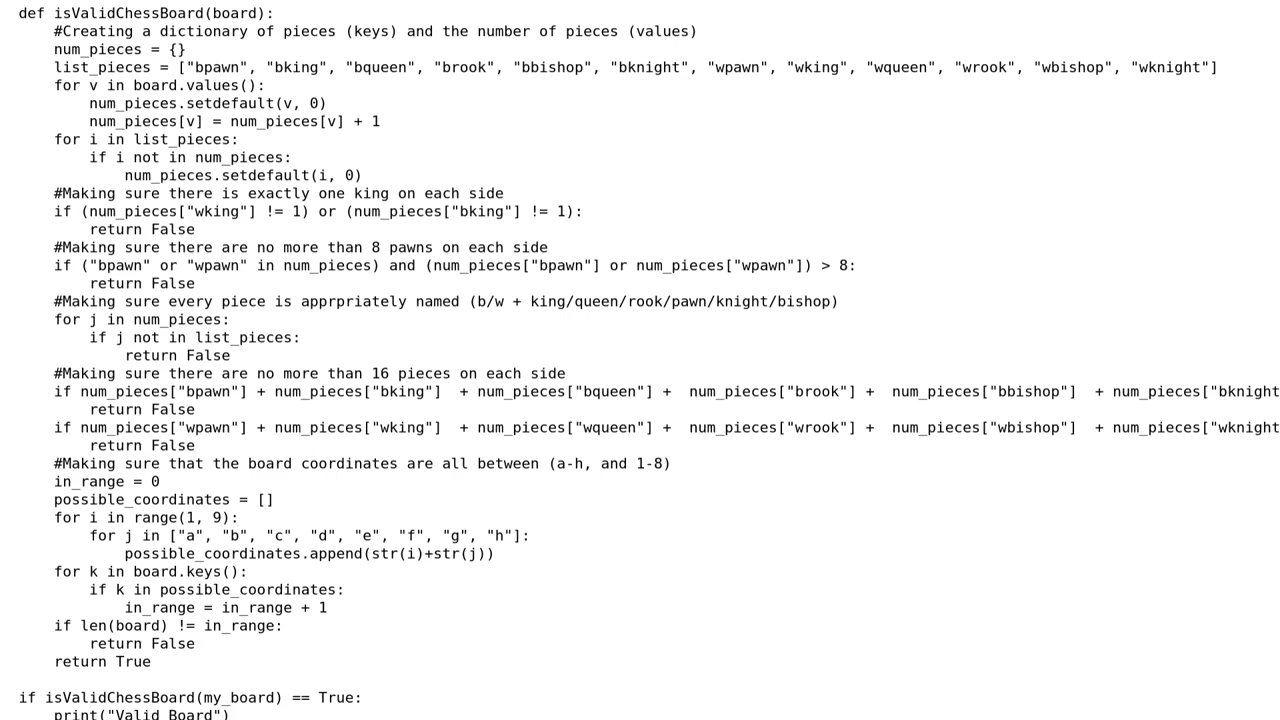 def isValidChessBoard(board):
    #Creating a dictionary of pieces (keys) and the number of pieces (values)
    num_pieces = {}
    list_pieces = ["bpawn", "bking", "bqueen", "brook", "bbishop", "bknight", "wpawn", "wking", "wqueen", "wrook", "wbishop", "wknight"]
    for v in board.values():
        num_pieces.setdefault(v, 0)
        num_pieces[v] = num_pieces[v] + 1
    for i in list_pieces:
        if i not in num_pieces:
            num_pieces.setdefault(i, 0)
    #Making sure there is exactly one king on each side
    if (num_pieces["wking"] != 1) or (num_pieces["bking"] != 1):
        return False
    #Making sure there are no more than 8 pawns on each side
    if ("bpawn" or "wpawn" in num_pieces) and (num_pieces["bpawn"] or num_pieces["wpawn"]) > 8:
        return False
    #Making sure every piece is apprpriately named (b/w + king/queen/rook/pawn/knight/bishop)
    for j in num_pieces:
        if j not in list_pieces:
            return False
    #Making sure there are no more than 16 pieces on each side
    if num_pieces["bpawn"] + num_pieces["bking"]  + num_pieces["bqueen"] +  num_pieces["brook"] +  num_pieces["bbishop"]  + num_pieces["bknight
        return False
    if num_pieces["wpawn"] + num_pieces["wking"]  + num_pieces["wqueen"] +  num_pieces["wrook"] +  num_pieces["wbishop"]  + num_pieces["wknight
        return False
    #Making sure that the board coordinates are all between (a-h, and 1-8)
    in_range = 0
    possible_coordinates = []
    for i in range(1, 9):
        for j in ["a", "b", "c", "d", "e", "f", "g", "h"]:
            possible_coordinates.append(str(i)+str(j))
    for k in board.keys():
        if k in possible_coordinates:
            in_range = in_range + 1
    if len(board) != in_range:
        return False
    return True

if isValidChessBoard(my_board) == True:
    print("Valid Board")